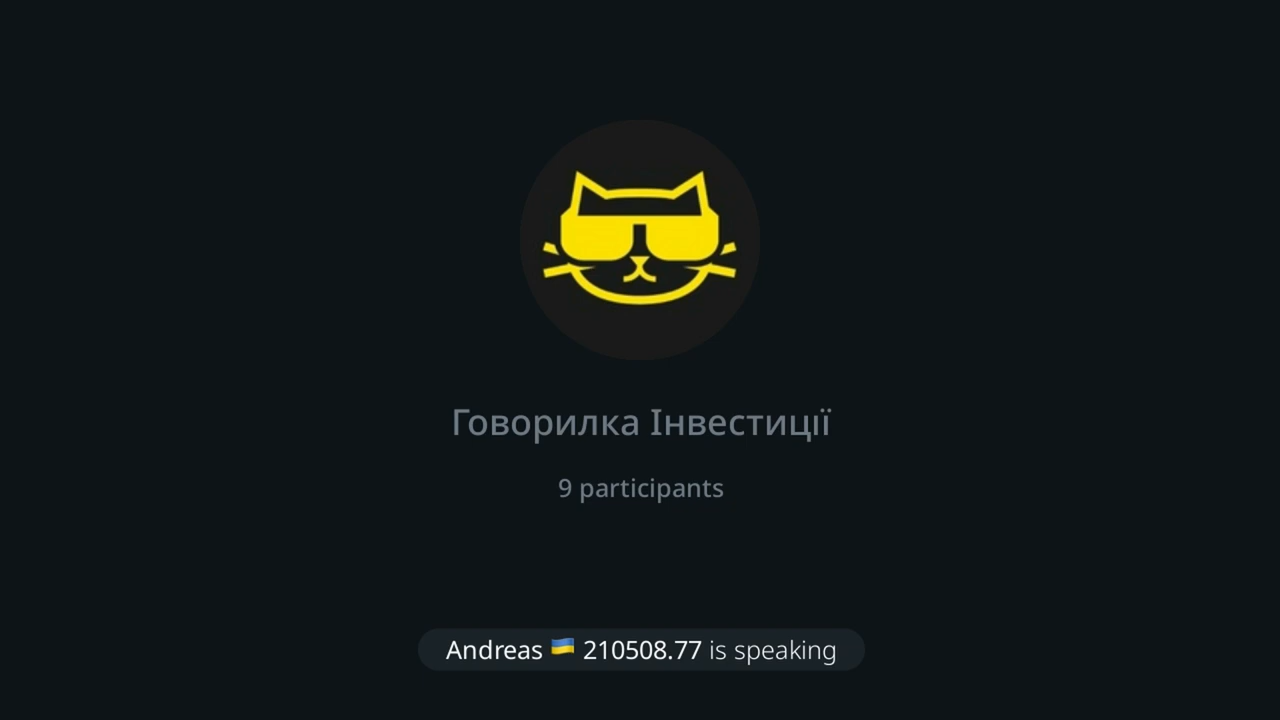 Говорилка Інвестиції
9 participants
Andreas 🇺🇦 210508.77 is speaking